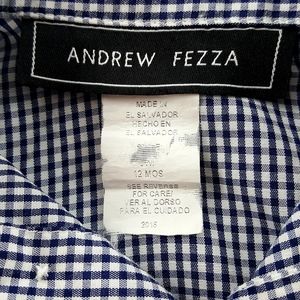 ANDREW FEZZA
MADE IN
EL SALVADOR
HECHO EN
EL SALVADOR
12 MOS
SEE REVERSE
FOR CARE/
VER AL DORSO
PARA EL CUIDADO